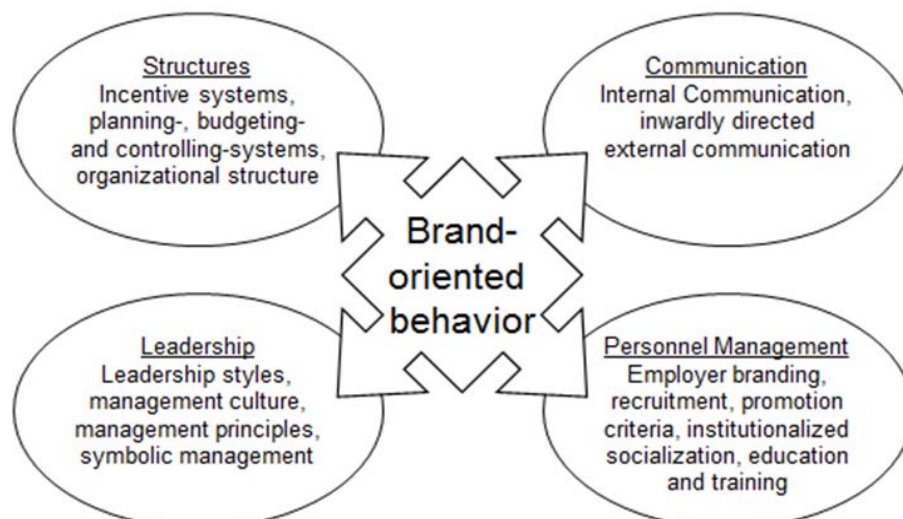 Structures
Incentive systems,
planning-, budgeting-
and controlling-systems,
organizational structure
Communication
Internal Communication,
inwardly directed
external communication
Brand-
oriented
behavior
Leadership
Leadership styles,
management culture,
management principles,
symbolic management
Personnel Management
Employer branding,
recruitment, promotion
criteria, institutionalized
socialization, education
and training